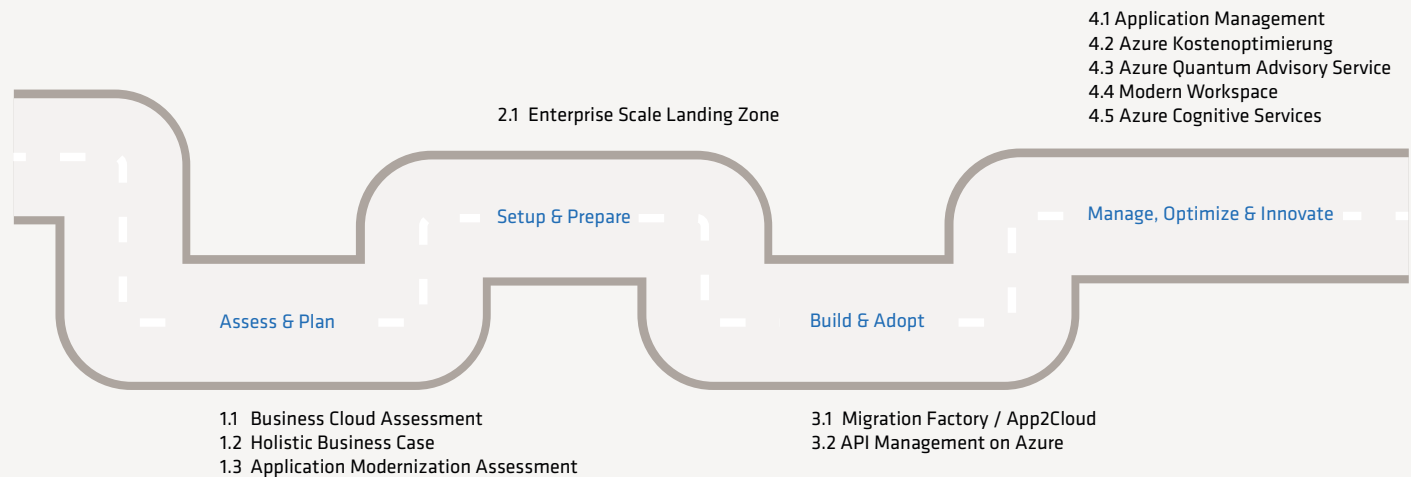 4.1 Application Management
4.2 Azure Kostenoptimierung
4.3 Azure Quantum Advisory Service
4.4 Modern Workspace
4.5 Azure Cognitive Services
2.1 Enterprise Scale Landing Zone
Setup & Prepare
Manage, Optimize & Innovate
Assess & Plan
Build & Adopt
1.1 Business Cloud Assessment
1.2 Holistic Business Case
1.3 Application Modernization Assessment
3.1 Migration Factory / App2Cloud
3.2 API Management on Azure